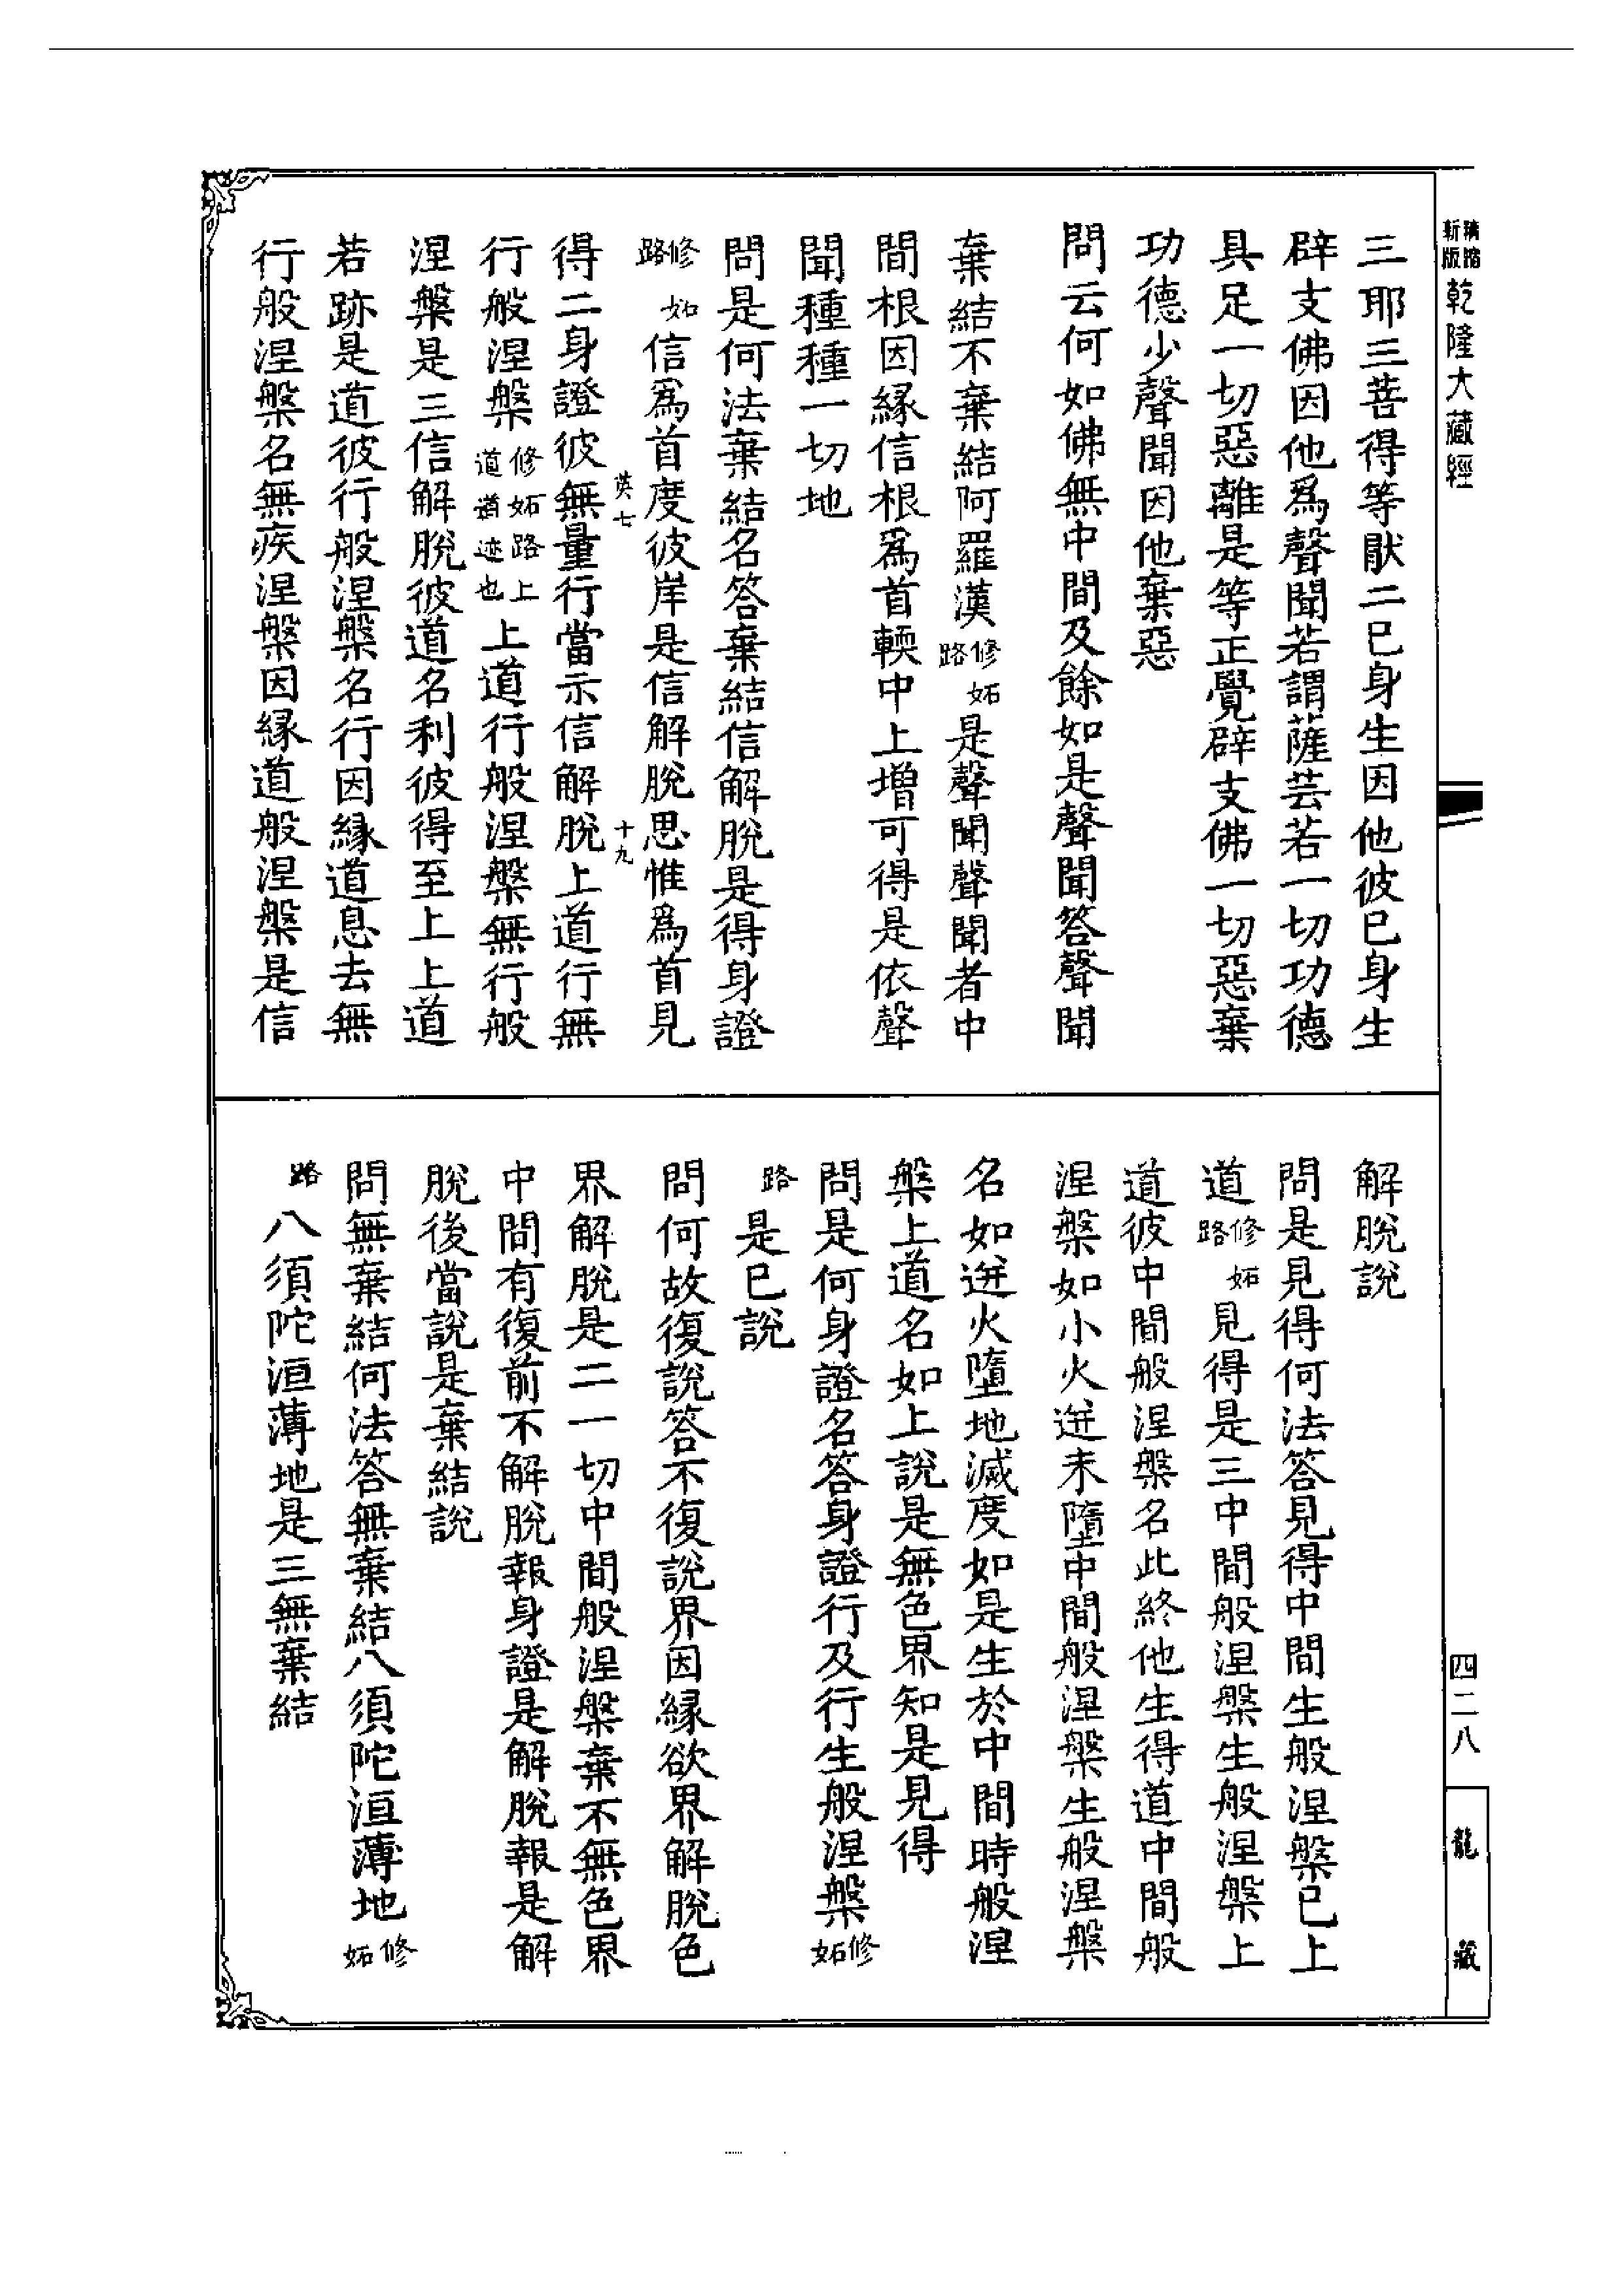 精縮新版乾隆大藏經
三耶三菩得等猒二已身生因他彼已身生
辟支佛因他爲聲聞若謂薩芸若一切功德
具足一切惡離是等正覺辟支佛一切惡棄
功德少聲聞因他棄惡
問云何如佛無中間及餘如是聲聞答聲聞
棄結不棄結阿羅漢修妬路是聲聞聲聞者中
間根因緣信根爲首輭中上增可得是依聲
聞種種一切地
問是何法棄結名答棄結信解脫是得身證
修妬路信爲首度彼岸是信解脫思惟爲首見
英七 十九
得二身證彼無量行當示信解脫上道行無
行般涅槃修妬路上道道迹也上道行般涅槃無行般
涅槃是三信解脫彼道名利彼得至上上道
若跡是道彼行般涅槃名行因緣道息去無
行般涅槃名無疾涅槃因緣道般涅槃是信
解脫說
問是見得何法答見得中間生般涅槃已上
道修妬路見得是三中間般涅槃生般涅槃上
道彼中間般涅槃名此終他生得道中間般
涅槃如小火迸未墮中間般涅槃生般涅槃
名如迸火墮地滅度如是生於中間時般涅
槃上道名如上說是無色界知是見得
問是何身證名答身證行及行生般涅槃修妬
路是已說
問何故復說答不復說界因緣欲界解脫色
界解脫是二一切中間般涅槃棄不無色界
中間有復前不解脫報身證是解脫報是解
脫後當說是棄結說
問無棄結何法答無棄結八須陀洹薄地修妬
路八須陀洹薄地是三無棄結
四二八
龍藏